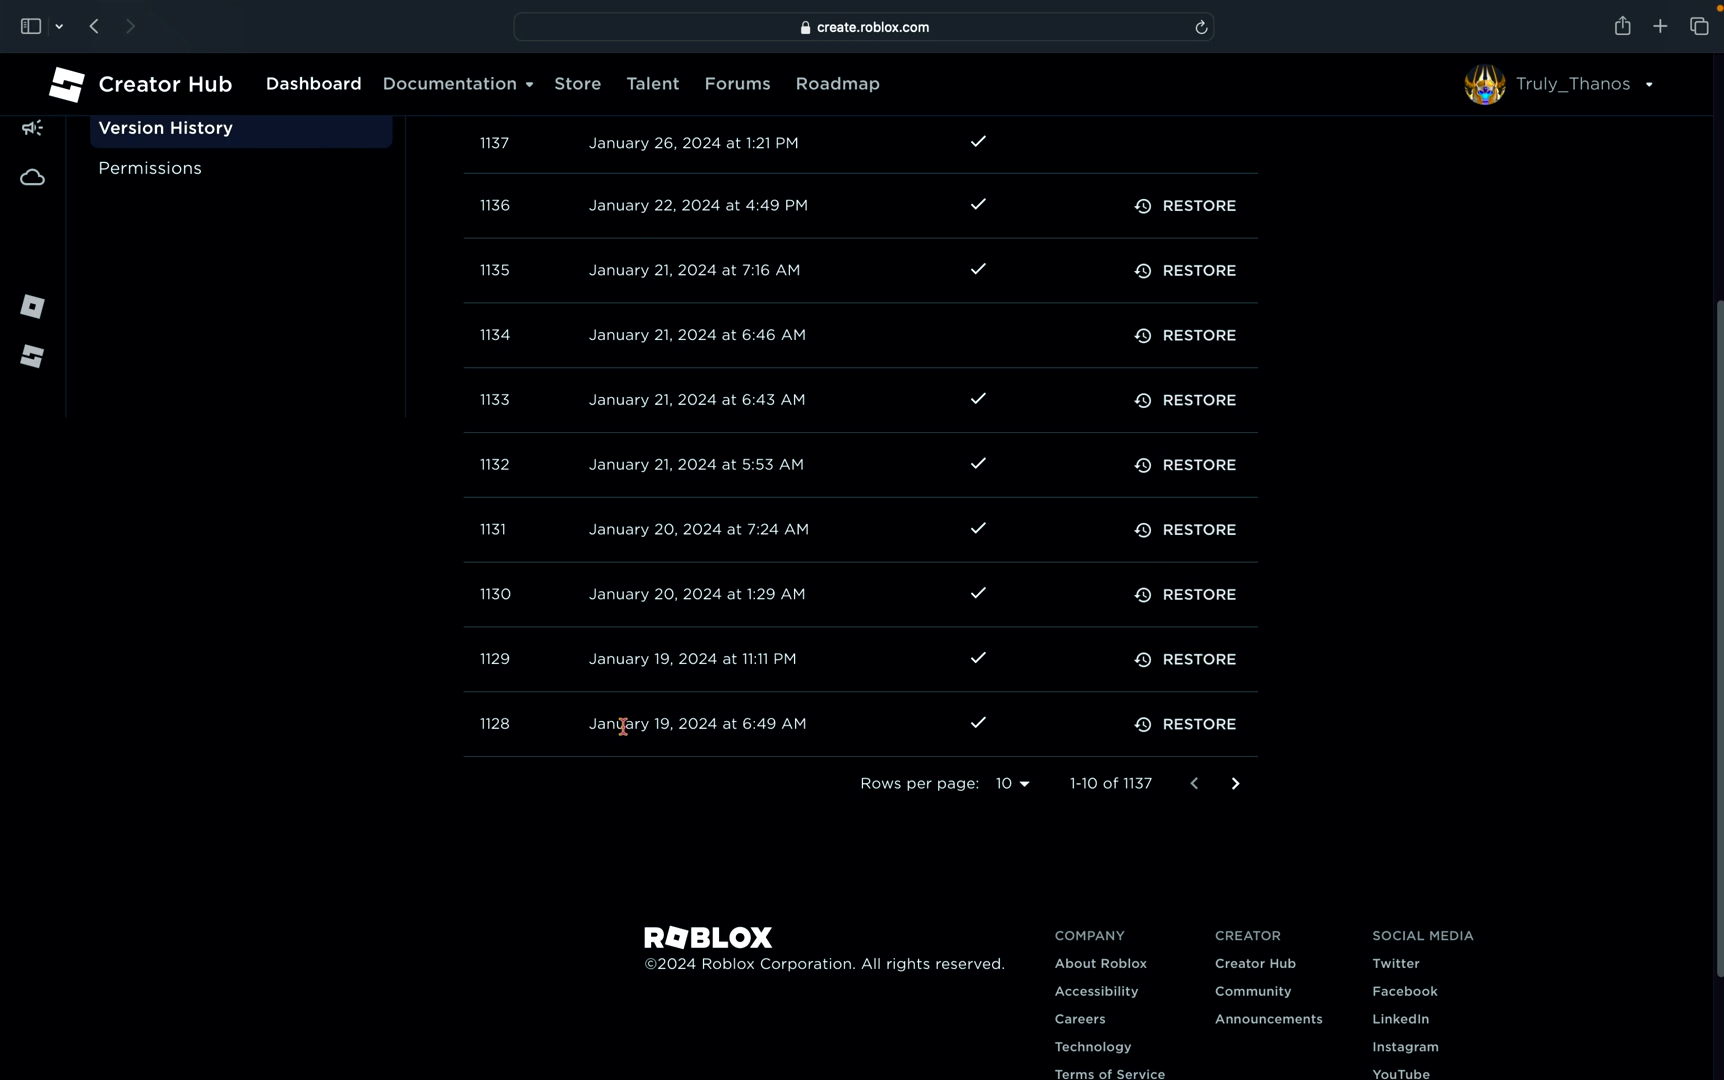 create.roblox.com
Creator Hub Dashboard Documentation Store Talent Forums Roadmap Truly_Thanos
Version History
Permissions
1137 January 26, 2024 at 1:21 PM
1136 January 22, 2024 at 4:49 PM RESTORE
1135 January 21, 2024 at 7:16 AM RESTORE
1134 January 21, 2024 at 6:46 AM RESTORE
1133 January 21, 2024 at 6:43 AM RESTORE
1132 January 21, 2024 at 5:53 AM RESTORE
1131 January 20, 2024 at 7:24 AM RESTORE
1130 January 20, 2024 at 1:29 AM RESTORE
1129 January 19, 2024 at 11:11 PM RESTORE
1128 January 19, 2024 at 6:49 AM RESTORE
Rows per page: 10 1-10 of 1137
ROBLOX
©2024 Roblox Corporation. All rights reserved.
COMPANY
About Roblox
Accessibility
Careers
Technology
Terms of Service
CREATOR
Creator Hub
Community
Announcements
SOCIAL MEDIA
Twitter
Facebook
LinkedIn
Instagram
YouTube